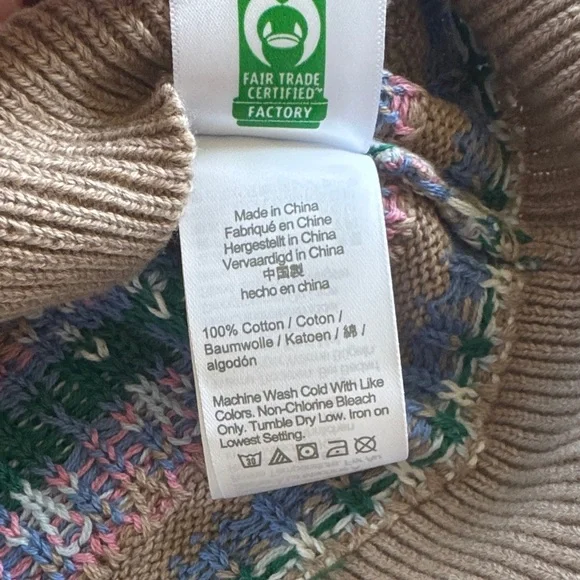 FAIR TRADE
CERTIFIED™
FACTORY
Made in China
Fabriqué en Chine
Hergestellt in China
Vervaardigd in China
中国製
hecho en china
100% Cotton / Coton /
Baumwolle / Katoen / 綿 /
algodón
Machine Wash Cold With Like
Colors. Non-Chlorine Bleach
Only. Tumble Dry Low. Iron on
Lowest Setting.
30